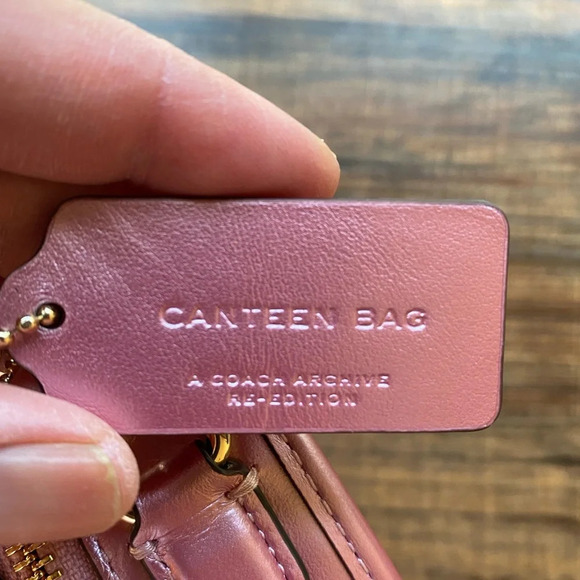 CANTEEN BAG
A COACH ARCHIVE
RE-EDITION